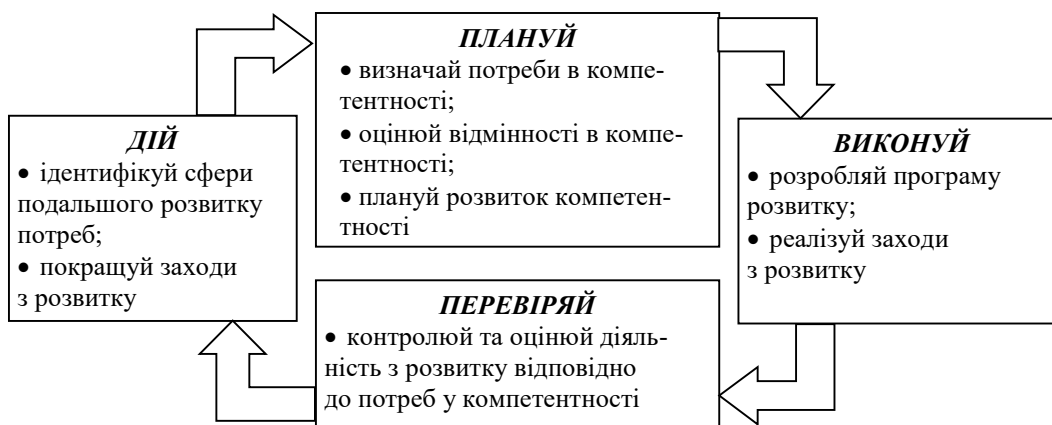 ПЛАНУЙ
• визначай потреби в компе-
тентності;
• оцінюй відмінності в компе-
тентності;
• плануй розвиток компетен-
тності
ВИКОНУЙ
• розробляй програму
розвитку;
• реалізуй заходи
з розвитку
ПЕРЕВІРЯЙ
• контролюй та оцінюй діяль-
ність з розвитку відповідно
до потреб у компетентності
ДІЙ
• ідентифікуй сфери
подальшого розвитку
потреб;
• покращуй заходи
з розвитку